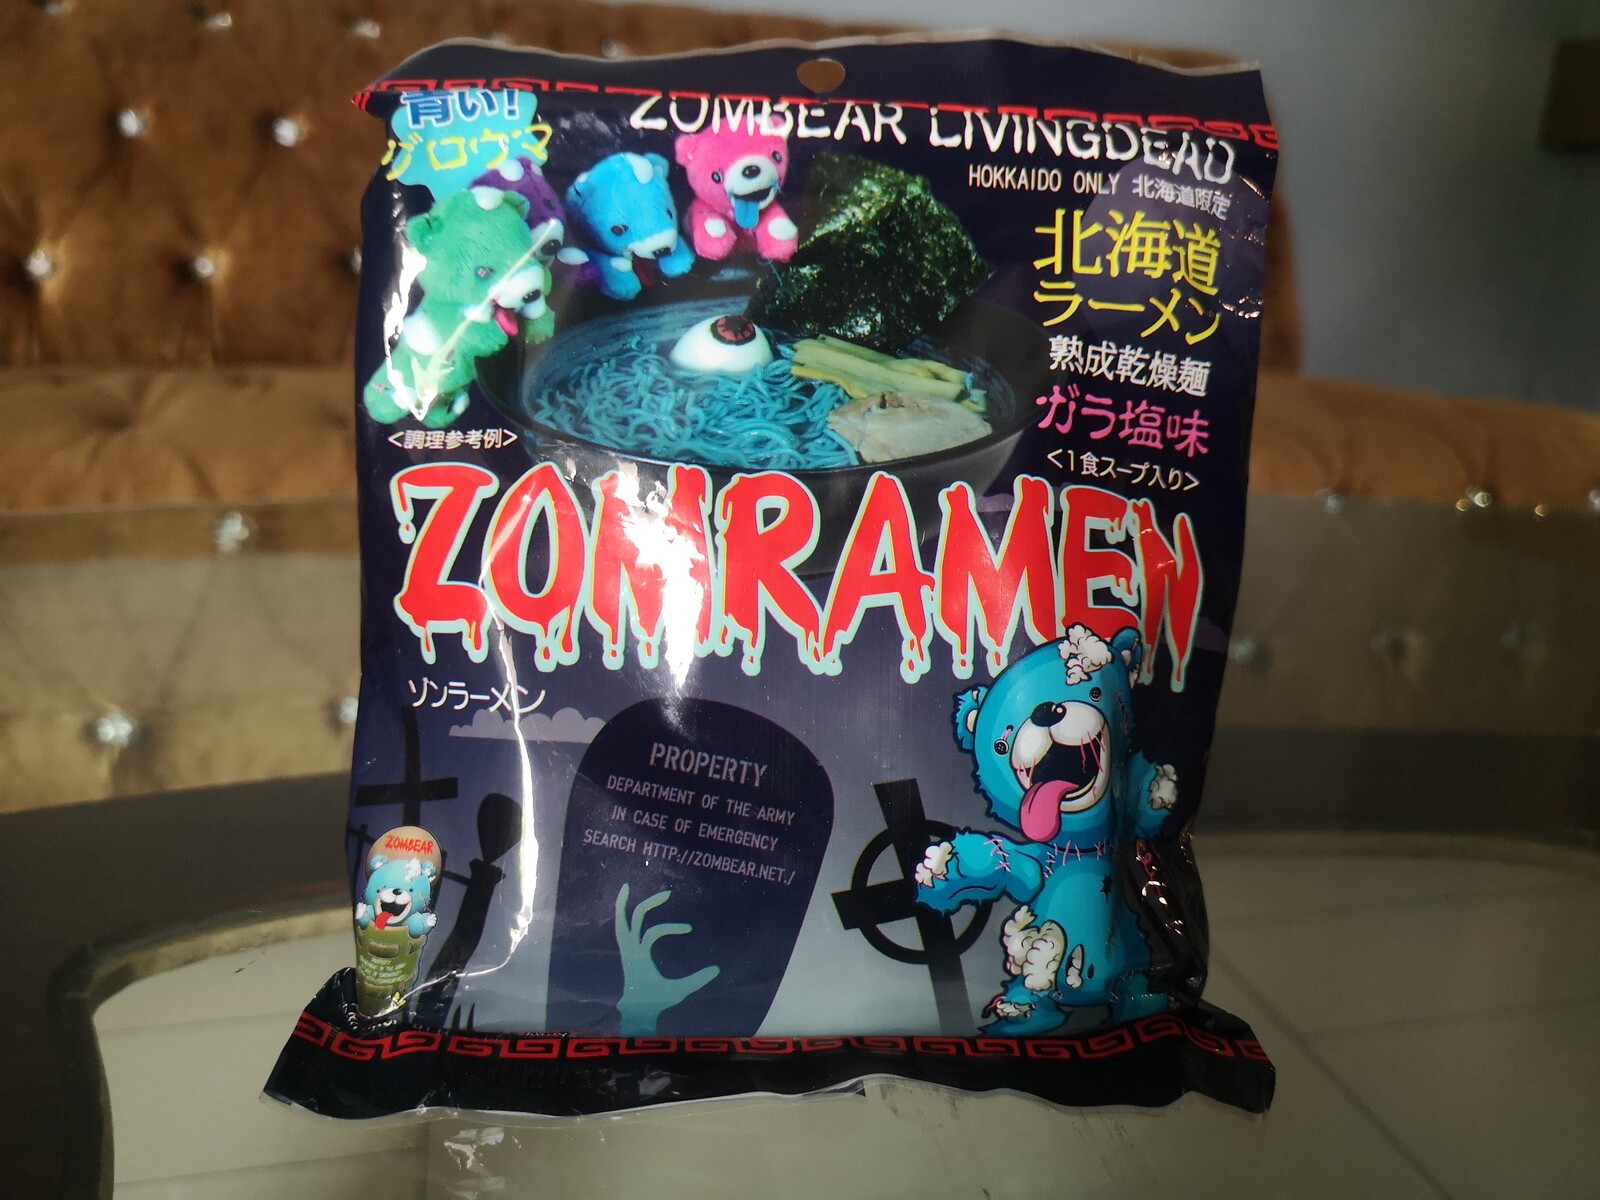 青い!
グロウマ
ZOMBEAR LIVINGDEAD
HOKKAIDO ONLY 北海道限定
北海道
ラーメン
熟成乾燥麺
ガラ塩味
<1食スープ入り>
<調理参考例>
ZOMRAMEN
ゾンラーメン
PROPERTY
DEPARTMENT OF THE ARMY
IN CASE OF EMERGENCY
SEARCH HTTP://ZOMBEAR.NET./
ZOMBEAR